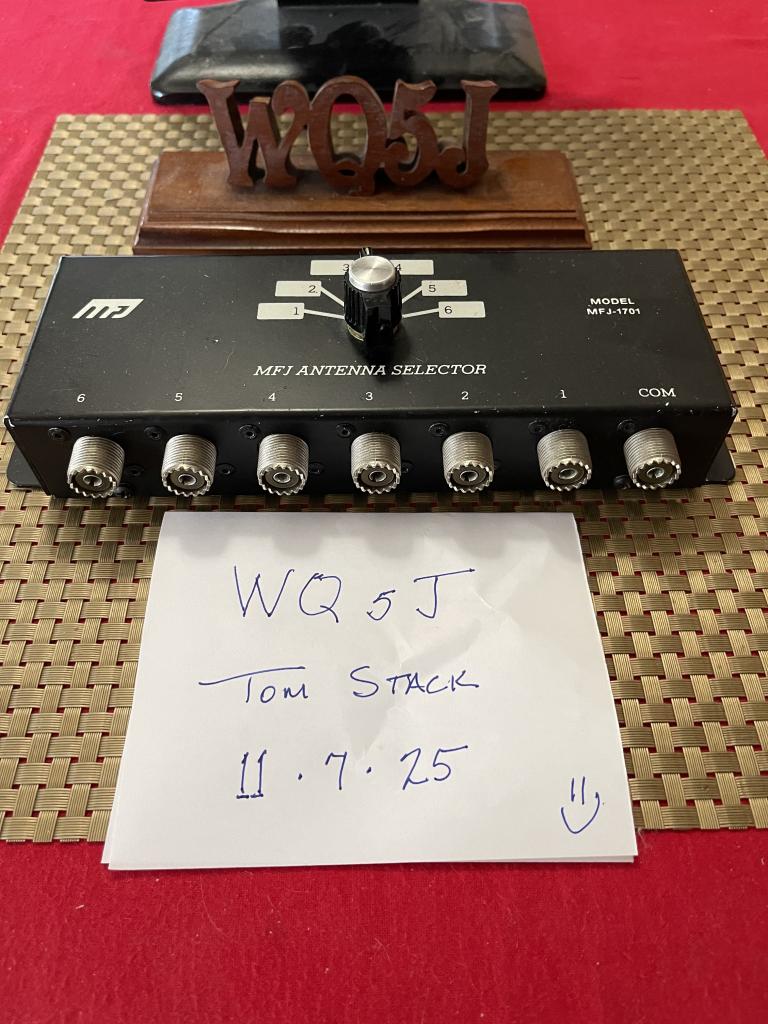 WQ5J
MFJ
3 4
2 5
1 6
MODEL
MFJ-1701
MFJ ANTENNA SELECTOR
6 5 4 3 2 1 COM
WQ5J
Tom STACK
11.7.25